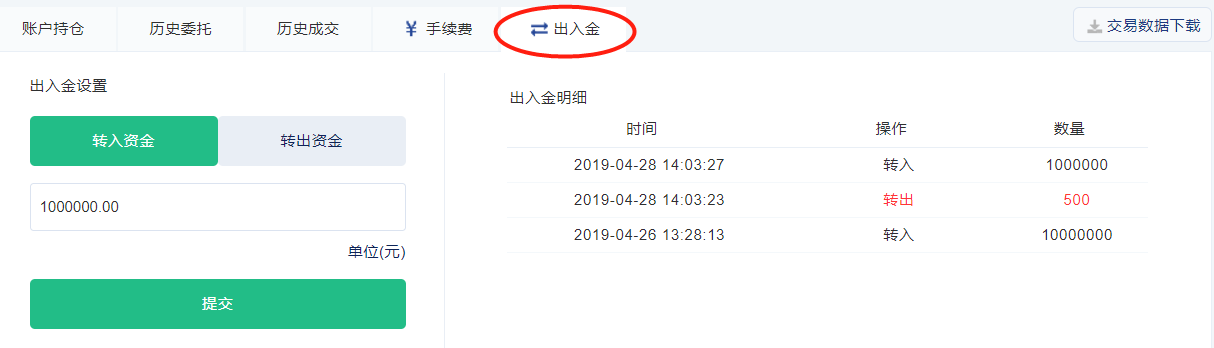 账户持仓 历史委托 历史成交 ¥ 手续费 出入金 交易数据下载
出入金设置
转入资金 转出资金
1000000.00
单位(元)
提交
出入金明细
时间 操作 数量
2019-04-28 14:03:27 转入 1000000
2019-04-28 14:03:23 转出 500
2019-04-26 13:28:13 转入 10000000